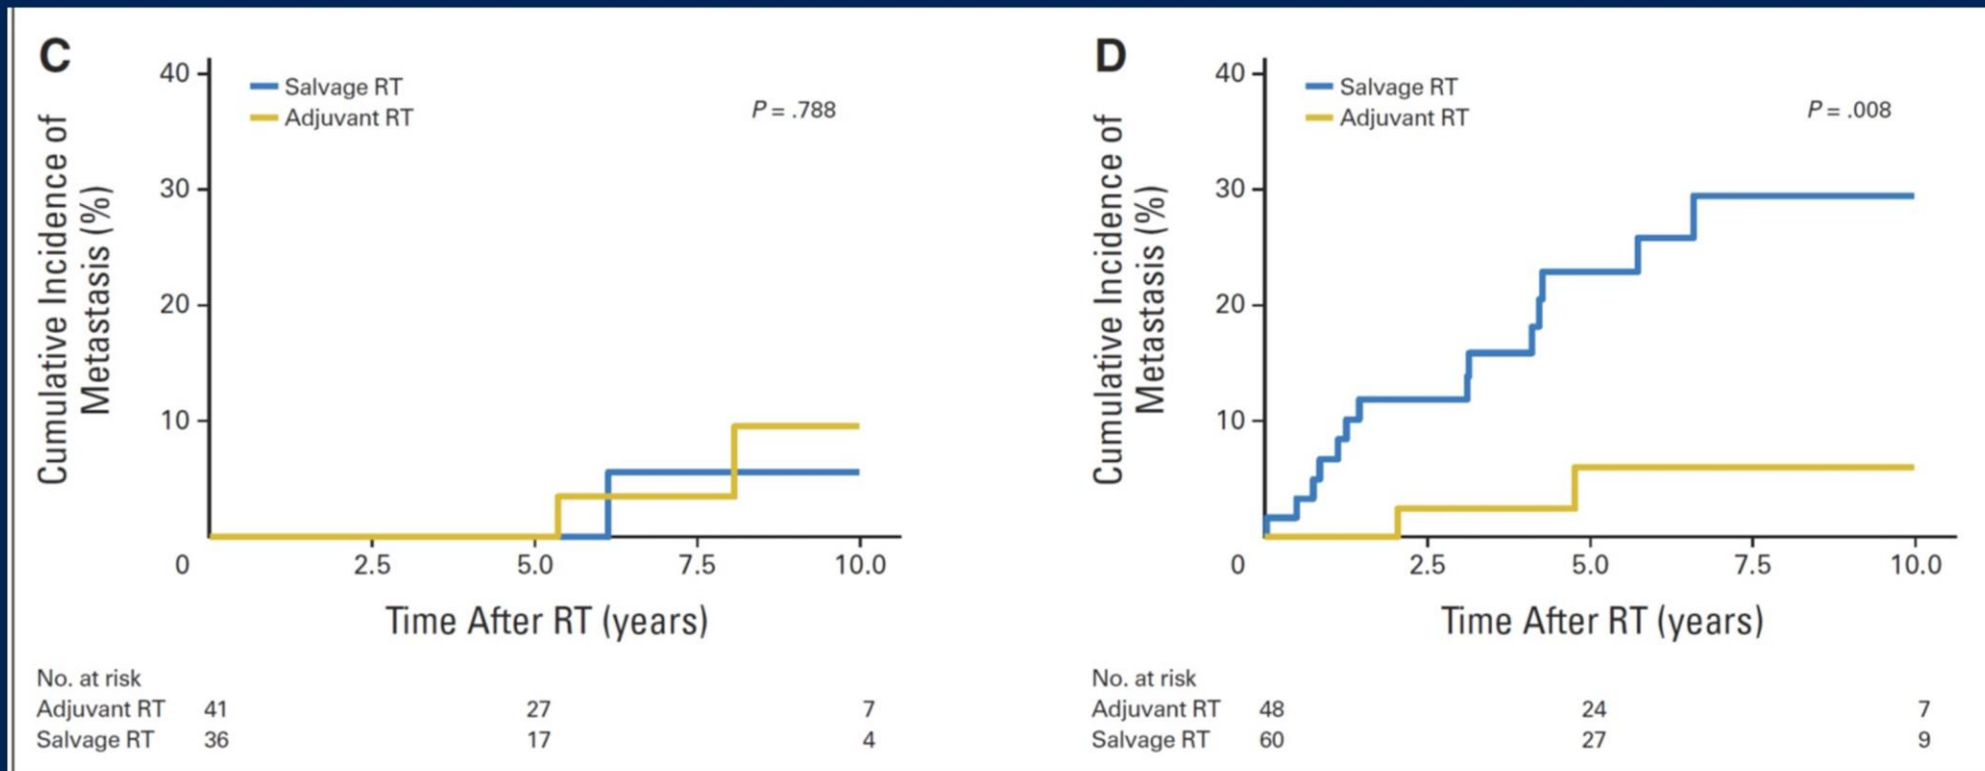 C
Cumulative Incidence of
Metastasis (%)
40
30
20
10
0
Salvage RT
Adjuvant RT
P = .788
2.5 5.0 7.5 10.0
Time After RT (years)
No. at risk
Adjuvant RT 41 27 7
Salvage RT 36 17 4
D
Cumulative Incidence of
Metastasis (%)
40
30
20
10
0
Salvage RT
Adjuvant RT
P = .008
2.5 5.0 7.5 10.0
Time After RT (years)
No. at risk
Adjuvant RT 48 24 7
Salvage RT 60 27 9